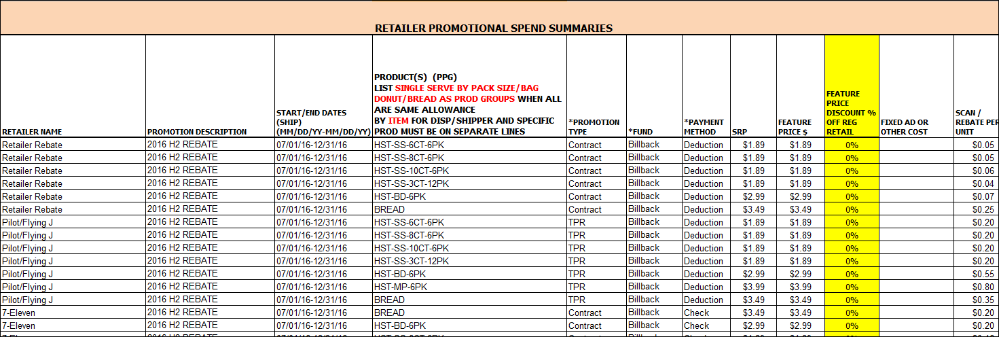 RETAILER PROMOTIONAL SPEND SUMMARIES
RETAILER NAME
PROMOTION DESCRIPTION
START/END DATES
(SHIP)
(MM/DD/YY-MM/DD/YY)
PRODUCT(S) (PPG)
LIST SINGLE SERVE BY PACK SIZE/BAG
DONUT/BREAD AS PROD GROUPS WHEN ALL
ARE SAME ALLOWANCE
BY ITEM FOR DISP/SHIPPER AND SPECIFIC
PROD MUST BE ON SEPARATE LINES
*PROMOTION
TYPE
*FUND
*PAYMENT
METHOD
SRP
FEATURE
PRICE $
FEATURE
PRICE
DISCOUNT %
OFF REG
RETAIL
FIXED AD OR
OTHER COST
SCAN /
REBATE PER
UNIT
Retailer Rebate 2016 H2 REBATE 07/01/16-12/31/16 HST-SS-6CT-6PK Contract Billback Deduction $1.89 $1.89 0% $0.05
Retailer Rebate 2016 H2 REBATE 07/01/16-12/31/16 HST-SS-8CT-6PK Contract Billback Deduction $1.89 $1.89 0% $0.05
Retailer Rebate 2016 H2 REBATE 07/01/16-12/31/16 HST-SS-10CT-6PK Contract Billback Deduction $1.89 $1.89 0% $0.06
Retailer Rebate 2016 H2 REBATE 07/01/16-12/31/16 HST-SS-3CT-12PK Contract Billback Deduction $1.89 $1.89 0% $0.04
Retailer Rebate 2016 H2 REBATE 07/01/16-12/31/16 HST-BD-6PK Contract Billback Deduction $2.99 $2.99 0% $0.07
Retailer Rebate 2016 H2 REBATE 07/01/16-12/31/16 BREAD Contract Billback Deduction $3.49 $3.49 0% $0.25
Pilot/Flying J 2016 H2 REBATE 07/01/16-12/31/16 HST-SS-6CT-6PK TPR Billback Deduction $1.89 $1.89 0% $0.20
Pilot/Flying J 2016 H2 REBATE 07/01/16-12/31/16 HST-SS-8CT-6PK TPR Billback Deduction $1.89 $1.89 0% $0.20
Pilot/Flying J 2016 H2 REBATE 07/01/16-12/31/16 HST-SS-10CT-6PK TPR Billback Deduction $1.89 $1.89 0% $0.20
Pilot/Flying J 2016 H2 REBATE 07/01/16-12/31/16 HST-SS-3CT-12PK TPR Billback Deduction $1.89 $1.89 0% $0.20
Pilot/Flying J 2016 H2 REBATE 07/01/16-12/31/16 HST-BD-6PK TPR Billback Deduction $2.99 $2.99 0% $0.55
Pilot/Flying J 2016 H2 REBATE 07/01/16-12/31/16 HST-MP-6PK TPR Billback Deduction $3.99 $3.99 0% $0.80
Pilot/Flying J 2016 H2 REBATE 07/01/16-12/31/16 BREAD TPR Billback Deduction $3.49 $3.49 0% $0.35
7-Eleven 2016 H2 REBATE 07/01/16-12/31/16 BREAD Contract Billback Check $3.49 $3.49 0% $0.20
7-Eleven 2016 H2 REBATE 07/01/16-12/31/16 HST-BD-6PK Contract Billback Check $2.99 $2.99 0% $0.20